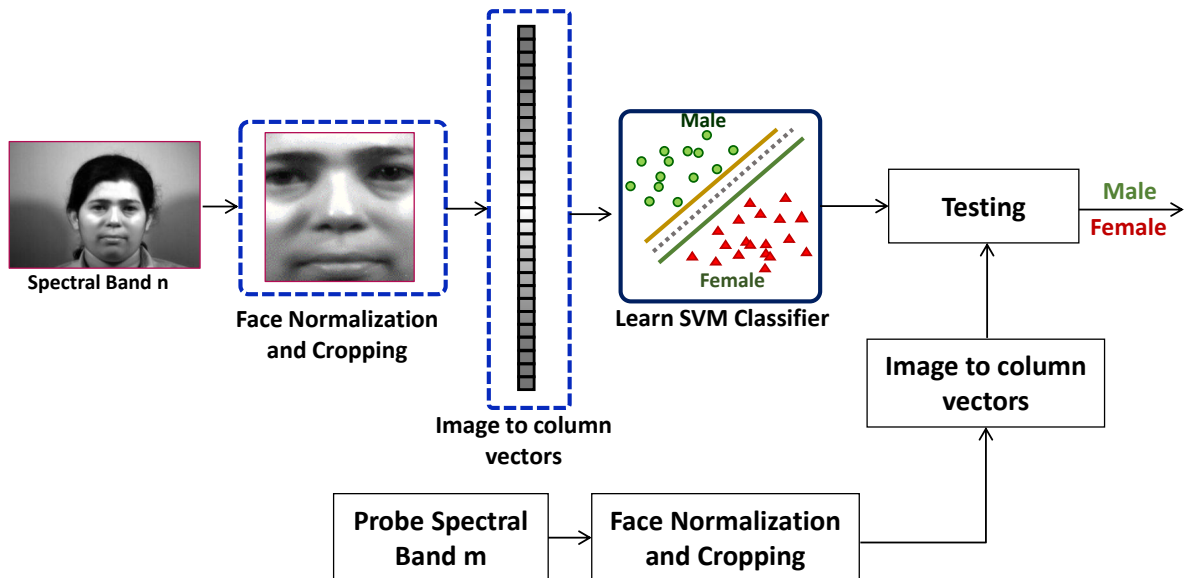 Spectral Band n
Face Normalization
and Cropping
Image to column
vectors
Male
Female
Learn SVM Classifier
Testing
Male
Female
Image to column
vectors
Probe Spectral
Band m
Face Normalization
and Cropping